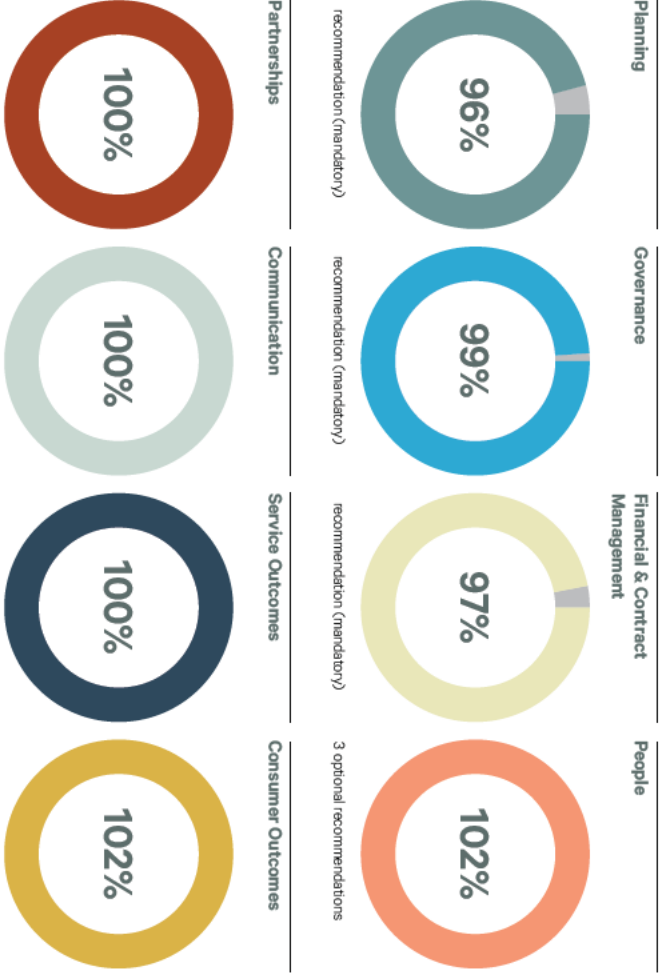 Planning
96%
recommendation (mandatory)
Governance
99%
recommendation (mandatory)
Financial & Contract
Management
97%
recommendation (mandatory)
People
102%
3 optional recommendations
Partnerships
100%
Communication
100%
Service Outcomes
100%
Consumer Outcomes
102%